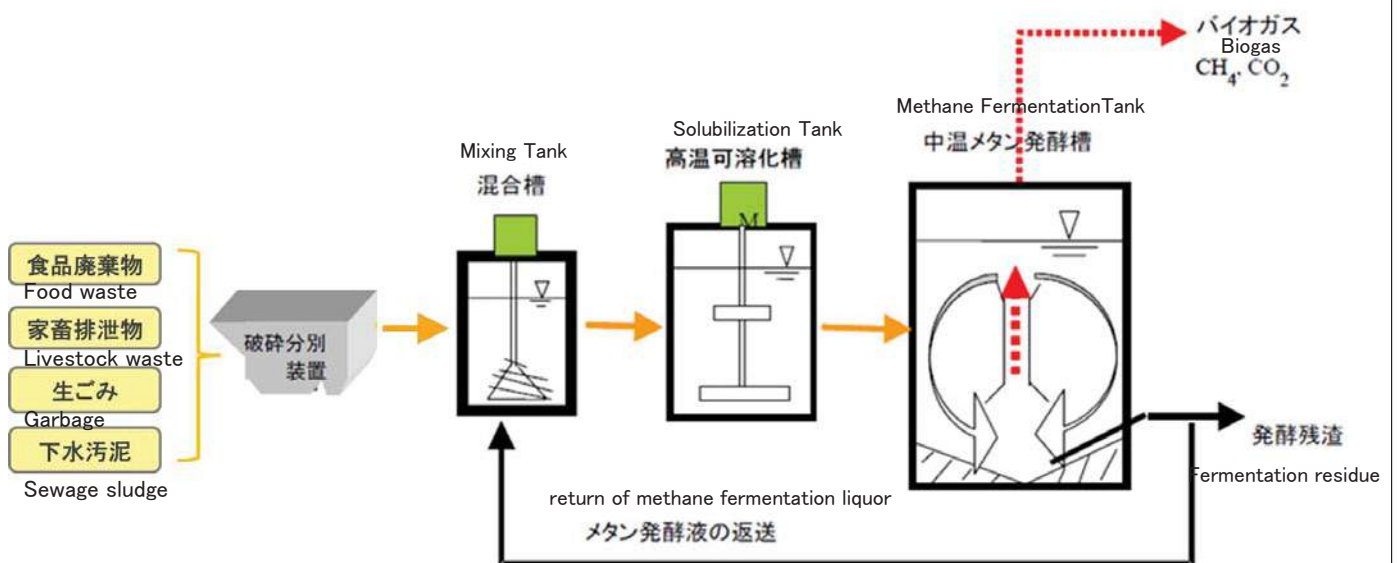 食品廃棄物
Food waste
家畜排泄物
Livestock waste
生ごみ
Garbage
下水汚泥
Sewage sludge
破砕分別
装置
Mixing Tank
混合槽
Solubilization Tank
高温可溶化槽
M
Methane FermentationTank
中温メタン発酵槽
バイオガス
Biogas
CH₄, CO₂
発酵残渣
Fermentation residue
return of methane fermentation liquor
メタン発酵液の返送